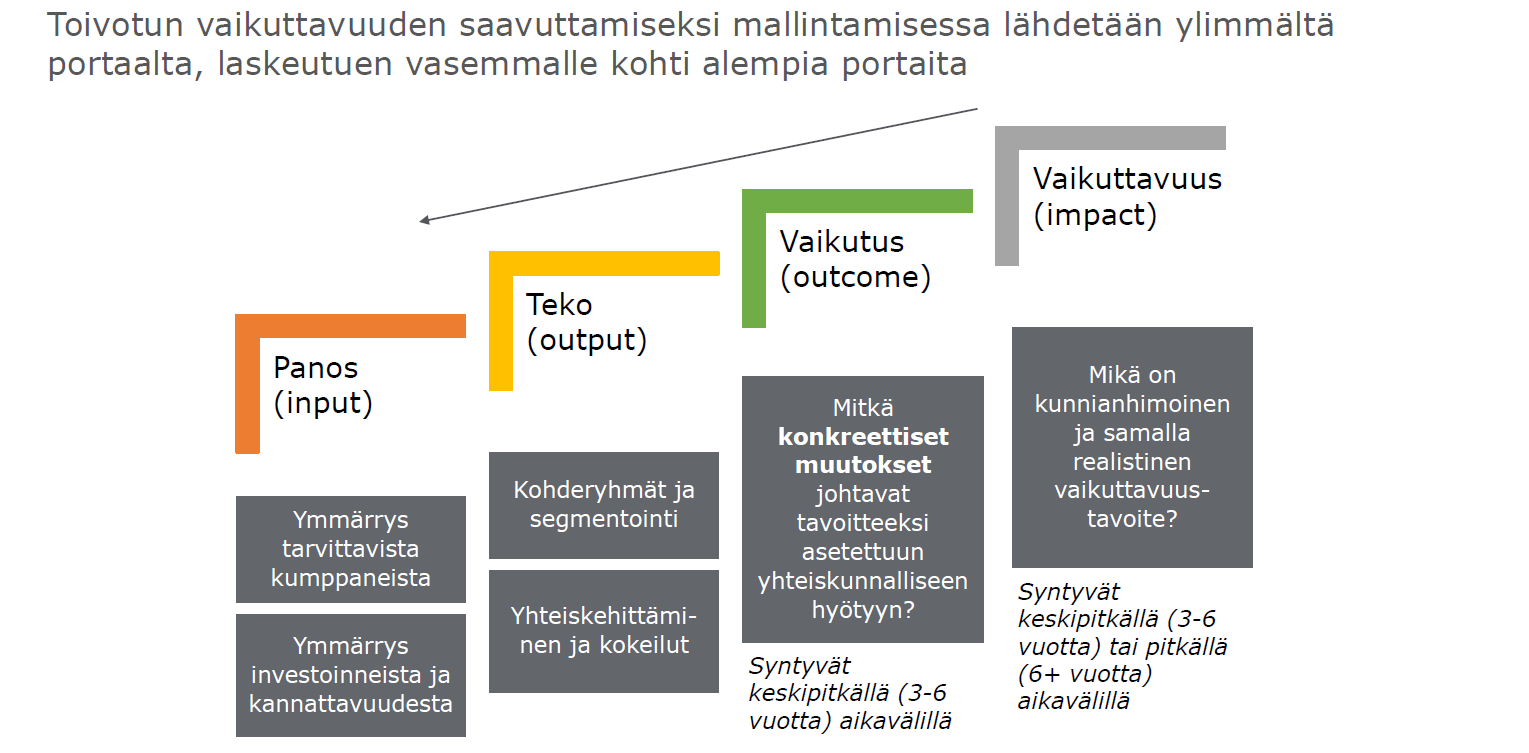 Toivotun vaikuttavuuden saavuttamiseksi mallintamisessa lähdetään ylimmältä
portaalta, laskeutuen vasemmalle kohti alempia portaita
Panos
(input)
Ymmärrys
tarvittavista
kumppaneista
Ymmärrys
investoinneista ja
kannattavuudesta
Teko
(output)
Kohderyhmät ja
segmentointi
Yhteiskehittämi-
nen ja kokeilut
Vaikutus
(outcome)
Mitkä
konkreettiset
muutokset
johtavat
tavoitteeksi
asetettuun
yhteiskunnalliseen
hyötyyn?
Syntyvät
keskipitkällä (3-6
vuotta) aikavälillä
Vaikuttavuus
(impact)
Mikä on
kunnianhimoinen
ja samalla
realistinen
vaikuttavuus-
tavoite?
Syntyvät
keskipitkällä (3-6
vuotta) tai pitkällä
(6+ vuotta)
aikavälillä